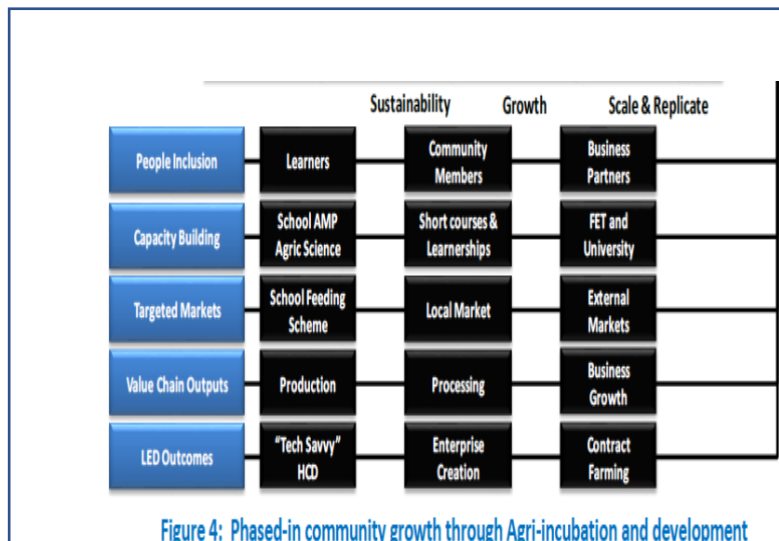 Sustainability Growth Scale & Replicate
People Inclusion
Learners
Community
Members
Business
Partners
Capacity Building
School AMP
Agric Science
Short courses &
Learnerships
FET and
University
Targeted Markets
School Feeding
Scheme
Local Market
External
Markets
Value Chain Outputs
Production
Processing
Business
Growth
LED Outcomes
“Tech Savvy”
HCD
Enterprise
Creation
Contract
Farming
Figure 4: Phased-in community growth through Agri-incubation and development